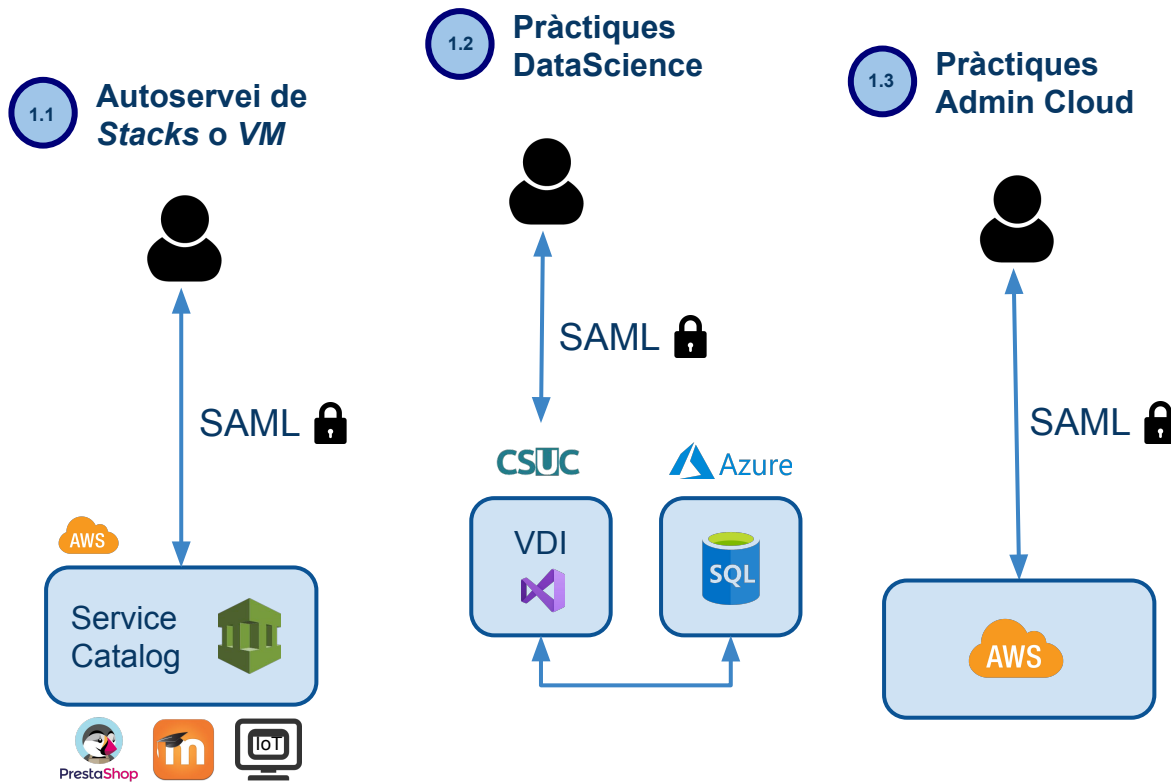 1.1
Autoservei de
Stacks o VM
SAML
AWS
Service
Catalog
PrestaShop
m
IoT
1.2
Pràctiques
DataScience
SAML
CSUC
Azure
VDI
SQL
1.3
Pràctiques
Admin Cloud
SAML
AWS